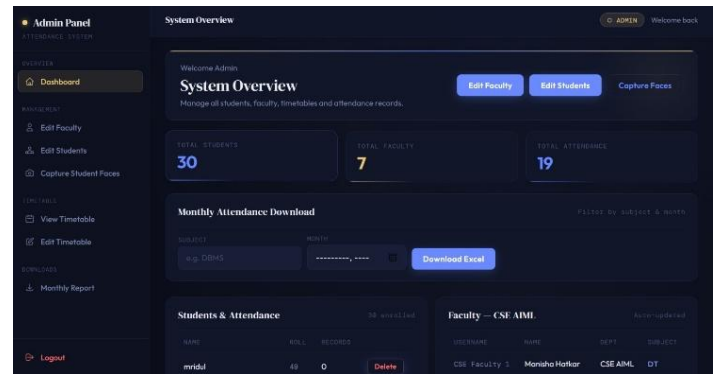 Admin Panel
ATTENDANCE SYSTEM
OVERVIEW
Dashboard
MANAGEMENT
Edit Faculty
Edit Students
Capture Student Faces
TIMETABLE
View Timetable
Edit Timetable
DOWNLOADS
Monthly Report
Logout
System Overview
ADMIN
Welcome back
Welcome Admin
System Overview
Manage all students, faculty, timetables and attendance records.
Edit Faculty
Edit Students
Capture Faces
TOTAL STUDENTS
30
TOTAL FACULTY
7
TOTAL ATTENDANCE
19
Monthly Attendance Download
Filter by subject & month
SUBJECT
MONTH
e.g. DBMS
---------, ----
Download Excel
Students & Attendance
30 enrolled
NAME ROLL RECORDS
mridul 49 0 Delete
Faculty — CSE AIML
Auto-updated
USERNAME NAME DEPT SUBJECT
CSE Faculty 1 Manisha Hatkar CSE AIML DT